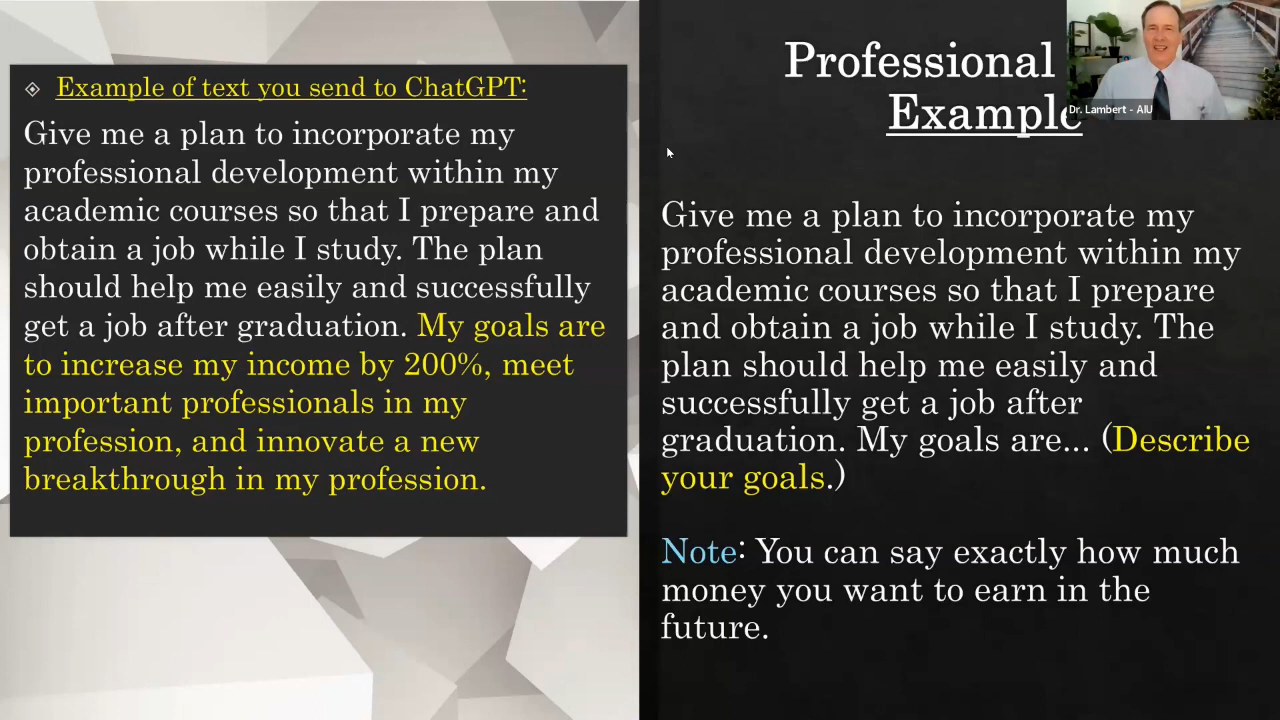 Example of text you send to ChatGPT:
Give me a plan to incorporate my
professional development within my
academic courses so that I prepare and
obtain a job while I study. The plan
should help me easily and successfully
get a job after graduation. My goals are
to increase my income by 200%, meet
important professionals in my
profession, and innovate a new
breakthrough in my profession.
Professional
Example
Dr. Lambert - AIU
Give me a plan to incorporate my
professional development within my
academic courses so that I prepare
and obtain a job while I study. The
plan should help me easily and
successfully get a job after
graduation. My goals are... (Describe
your goals.)
Note: You can say exactly how much
money you want to earn in the
future.